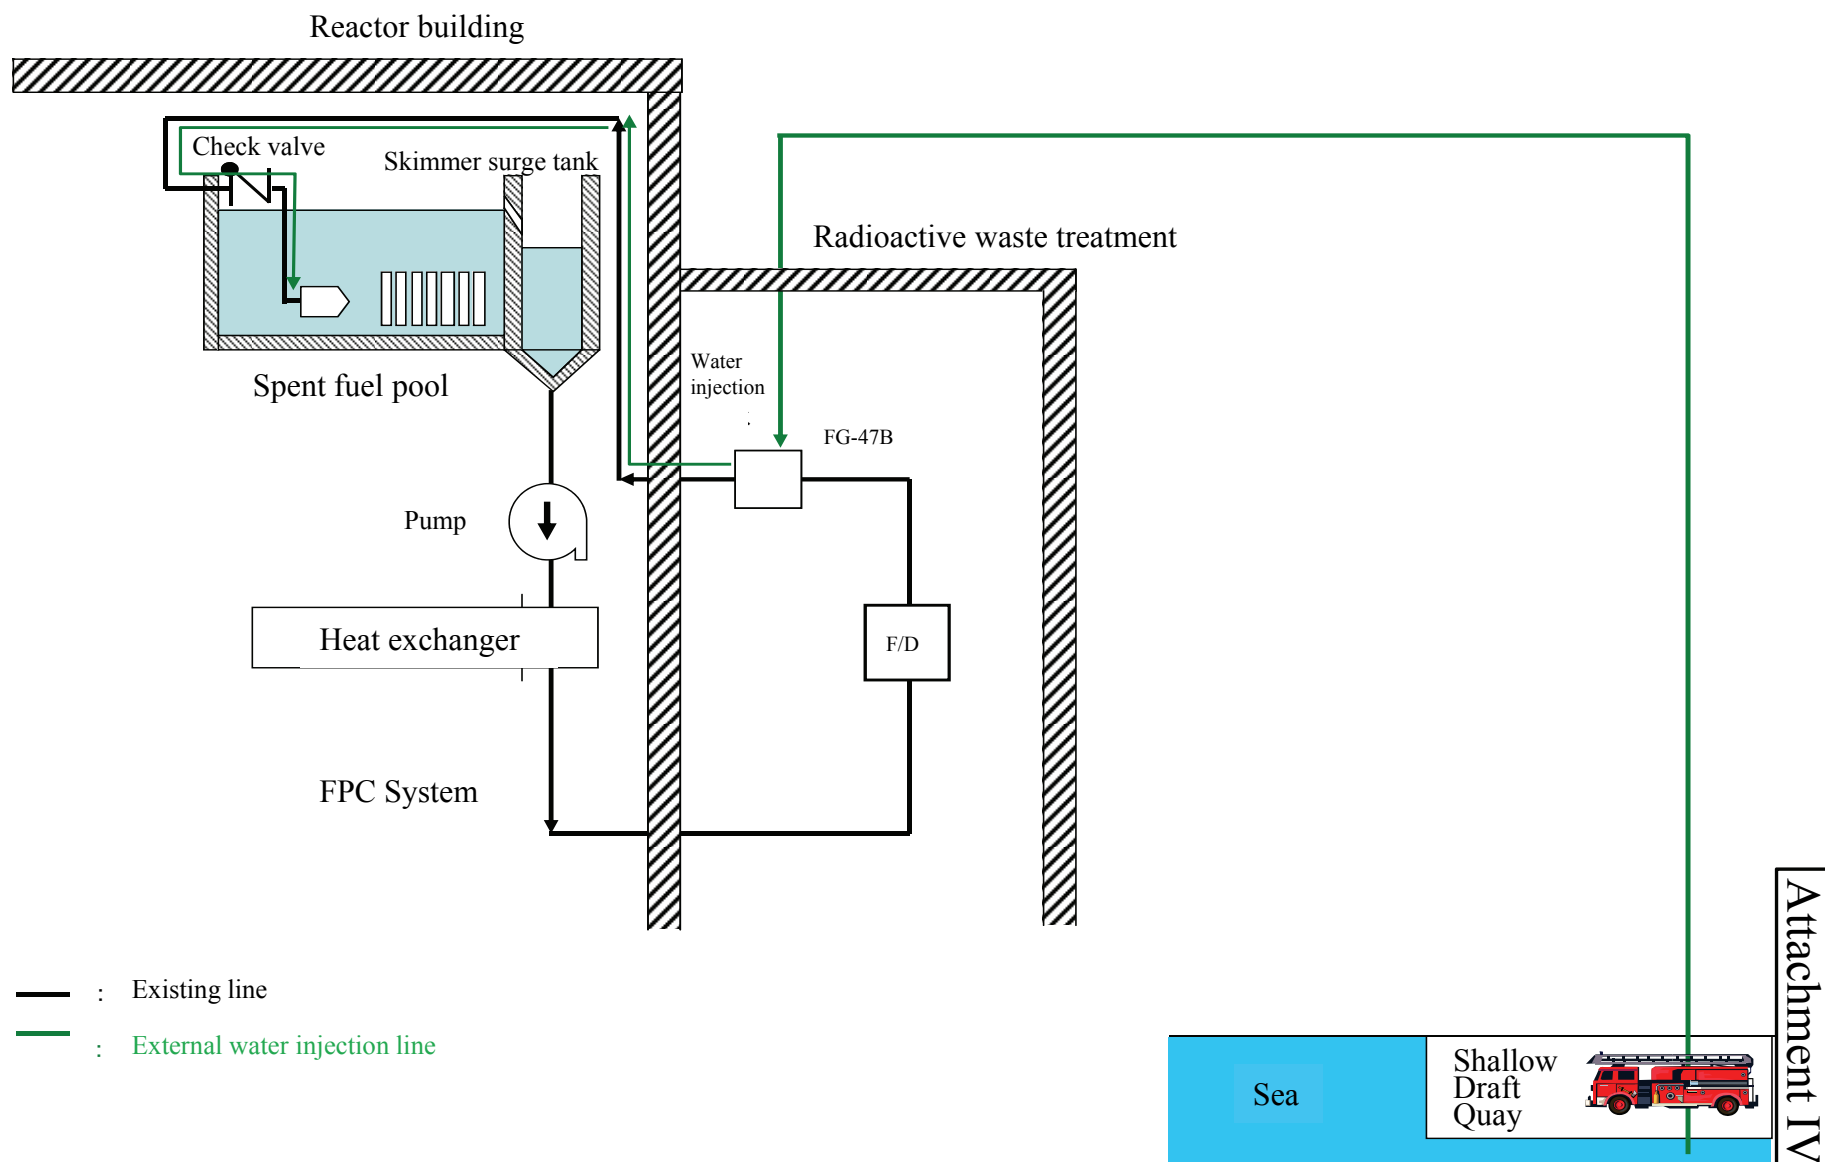 Reactor building
Check valve
Skimmer surge tank
Radioactive waste treatment
Water
injection
Spent fuel pool
FG-47B
Pump
Heat exchanger
F/D
FPC System
: Existing line
: External water injection line
Sea
Shallow
Draft
Quay
Attachment IV